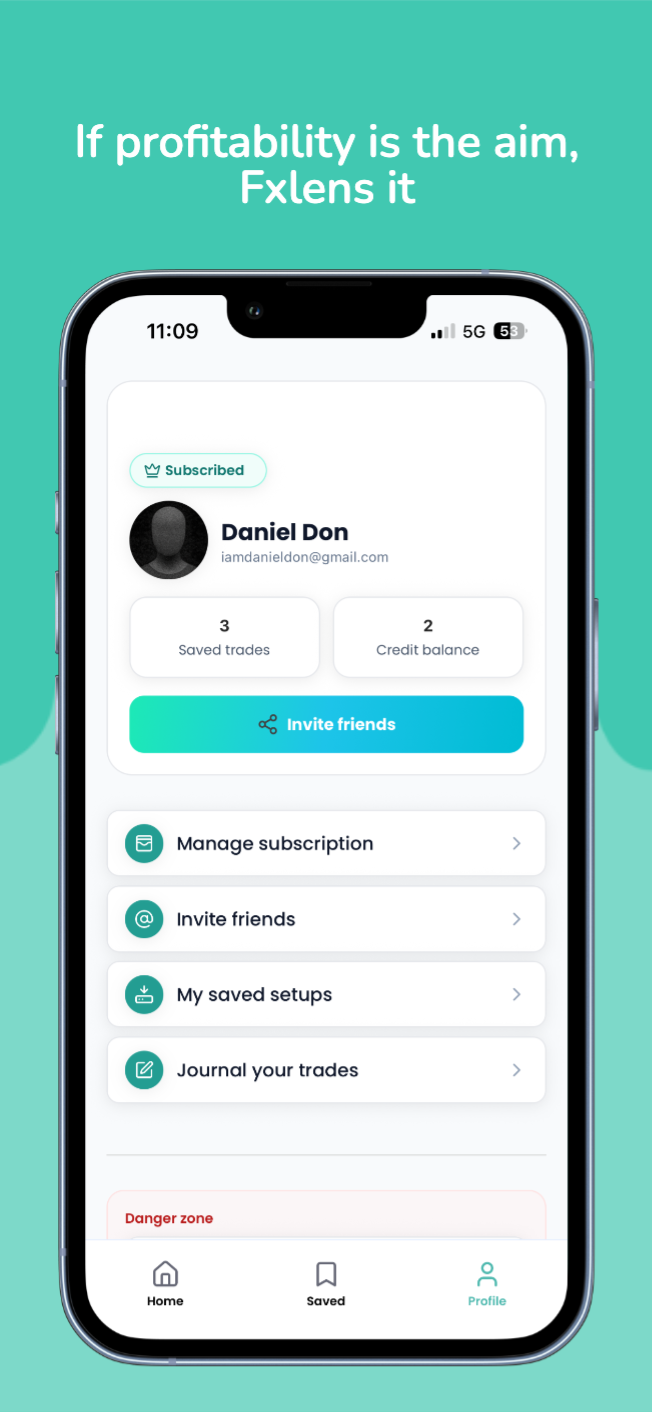 If profitability is the aim,
Fxlens it
11:09
5G
53
Subscribed
Daniel Don
iamdanieldon@gmail.com
3
Saved trades
2
Credit balance
Invite friends
Manage subscription
Invite friends
My saved setups
Journal your trades
Danger zone
Home
Saved
Profile